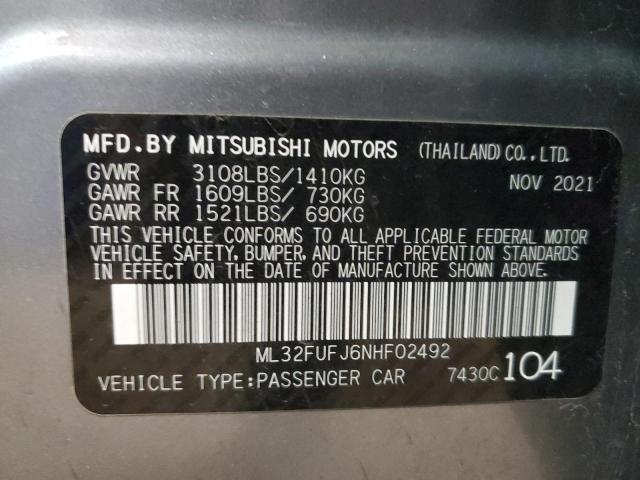 MFD. BY MITSUBISHI MOTORS (THAILAND) CO., LTD.
GVWR 3108LBS/1410KG NOV 2021
GAWR FR 1609LBS/ 730KG
GAWR RR 1521LBS/ 690KG
THIS VEHICLE CONFORMS TO ALL APPLICABLE FEDERAL MOTOR
VEHICLE SAFETY, BUMPER, AND THEFT PREVENTION STANDARDS
IN EFFECT ON THE DATE OF MANUFACTURE SHOWN ABOVE.
ML32FUFJ6NHF02492
VEHICLE TYPE:PASSENGER CAR 7430C 104